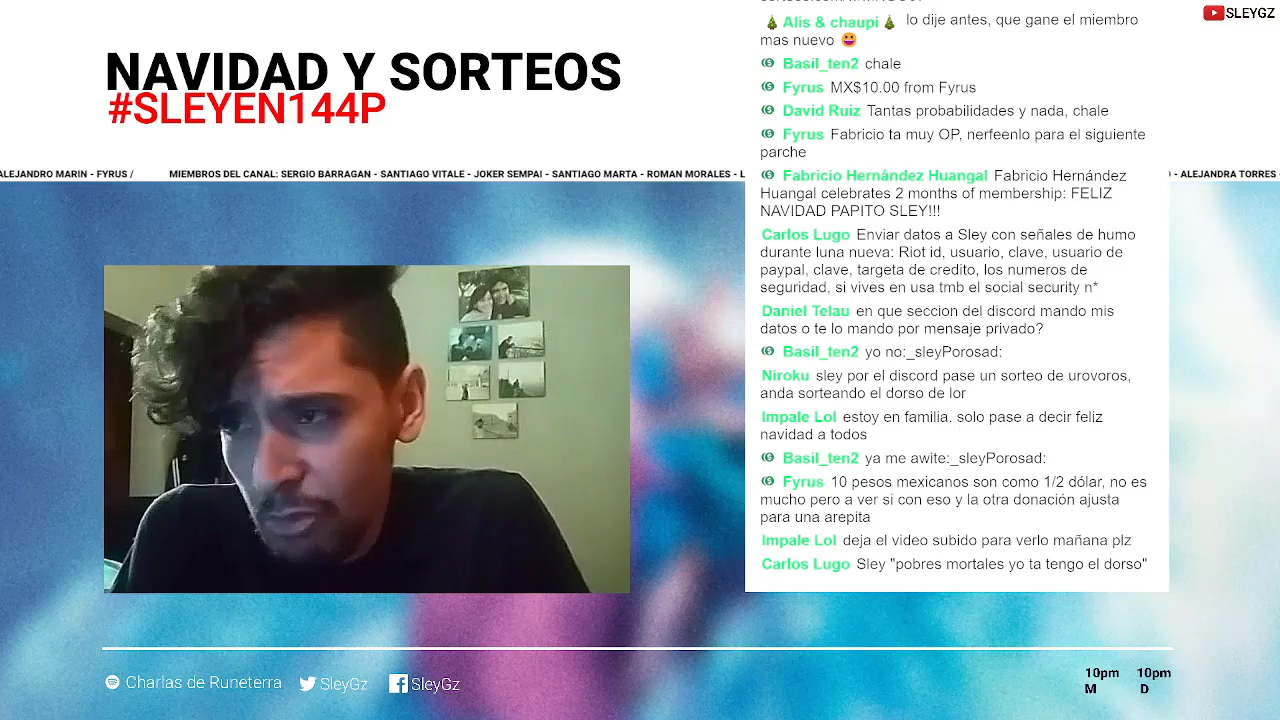 SLEYGZ
NAVIDAD Y SORTEOS
#SLEYEN144P
ALEJANDRO MARIN - FYRUS / MIEMBROS DEL CANAL: SERGIO BARRAGAN - SANTIAGO VITALE - JOKER SEMPAI - SANTIAGO MARTA - ROMAN MORALES - L
- ALEJANDRA TORRES -
Alis & chaupi lo dije antes, que gane el miembro
mas nuevo
Basil_ten2 chale
Fyrus MX$10.00 from Fyrus
David Ruiz Tantas probabilidades y nada, chale
Fyrus Fabricio ta muy OP, nerfeenlo para el siguiente
parche
Fabricio Hernández Huangal Fabricio Hernández
Huangal celebrates 2 months of membership: FELIZ
NAVIDAD PAPITO SLEY!!!
Carlos Lugo Enviar datos a Sley con señales de humo
durante luna nueva: Riot id, usuario, clave, usuario de
paypal, clave, targeta de credito, los numeros de
seguridad, si vives en usa tmb el social security n*
Daniel Telau en que seccion del discord mando mis
datos o te lo mando por mensaje privado?
Basil_ten2 yo no:_sleyPorosad:
Niroku sley por el discord pase un sorteo de urovoros,
anda sorteando el dorso de lor
Impale Lol estoy en familia. solo pase a decir feliz
navidad a todos
Basil_ten2 ya me awite:_sleyPorosad:
Fyrus 10 pesos mexicanos son como 1/2 dólar, no es
mucho pero a ver si con eso y la otra donación ajusta
para una arepita
Impale Lol deja el video subido para verlo mañana plz
Carlos Lugo Sley "pobres mortales yo ta tengo el dorso"
Charlas de Runeterra SleyGz SleyGz
10pm 10pm
M D